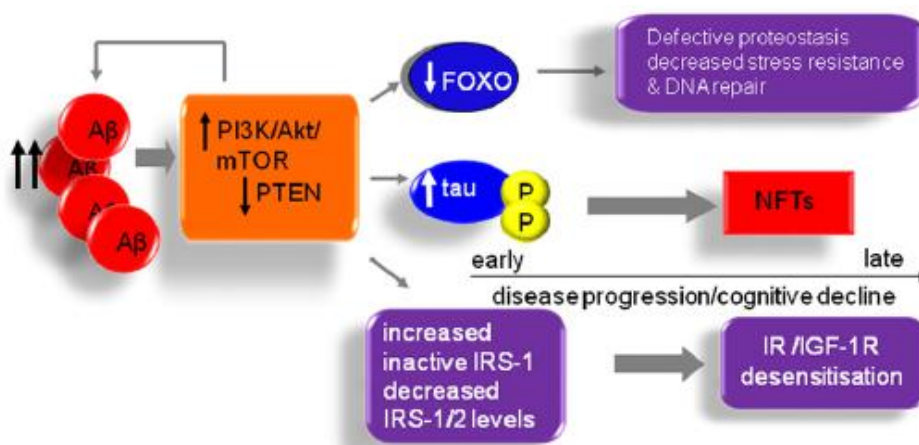 Aβ
Aβ
Aβ
Aβ
PI3K/Akt/
mTOR
PTEN
FOXO
Defective proteostasis
decreased stress resistance
& DNA repair
tau
P
P
NFTs
early
late
disease progression/cognitive decline
increased
inactive IRS-1
decreased
IRS-1/2 levels
IR /IGF-1R
desensitisation